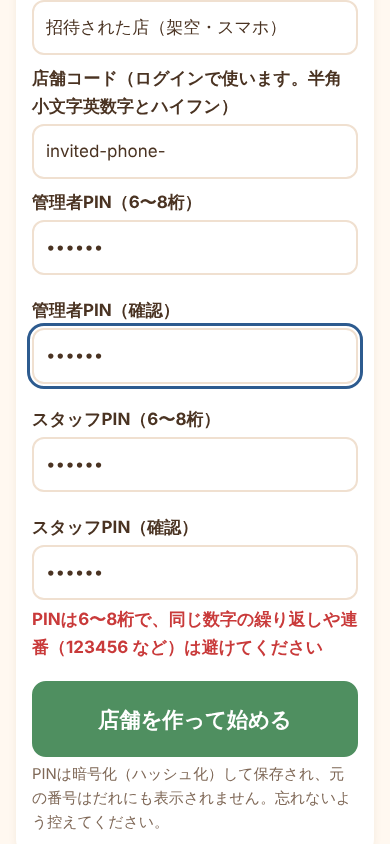 招待された店（架空・スマホ）
店舗コード（ログインで使います。半角
小文字英数字とハイフン）
invited-phone-
管理者PIN（6〜8桁）
••••••
管理者PIN（確認）
••••••
スタッフPIN（6〜8桁）
••••••
スタッフPIN（確認）
••••••
PINは6〜8桁で、同じ数字の繰り返しや連
番（123456 など）は避けてください
店舗を作って始める
PINは暗号化（ハッシュ化）して保存され、元
の番号はだれにも表示されません。忘れないよ
う控えてください。